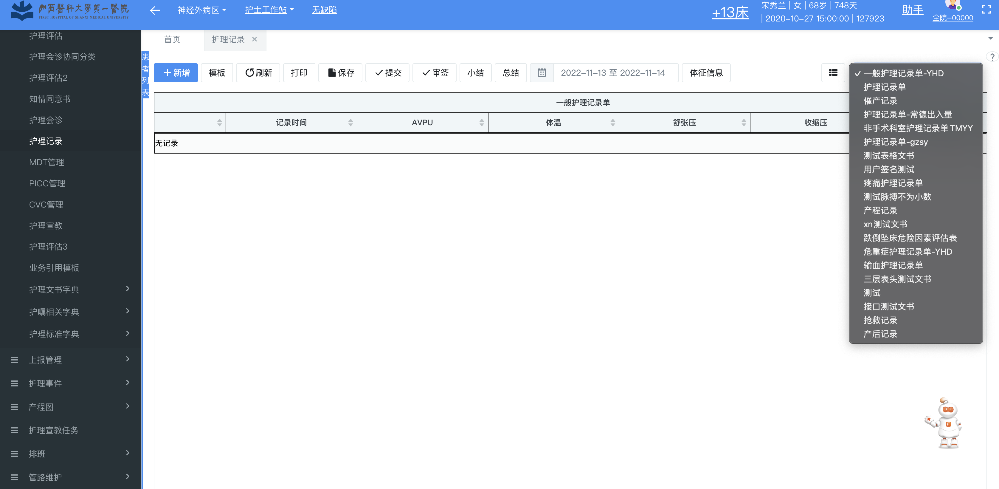 山西醫科大學第一醫院
FIRST HOSPITAL OF SHANXI MEDICAL UNIVERSITY
神经外病区
护士工作站
无缺陷
+13床
宋秀兰 | 女 | 68岁 | 748天
| 2020-10-27 15:00:00 | 127923
助手
全院-00000
护理评估
护理会诊协同分类
护理评估2
知情同意书
护理会诊
护理记录
MDT管理
PICC管理
CVC管理
护理宣教
护理评估3
业务引用模板
护理文书字典
护嘱相关字典
护理标准字典
上报管理
护理事件
产程图
护理宣教任务
排班
管路维护
首页
护理记录 ×
?
患者列表
+新增
模板
刷新
打印
保存
提交
审签
小结
总结
2022-11-13 至 2022-11-14
体征信息
一般护理记录单
记录时间
AVPU
体温
舒张压
收缩压
无记录
✓ 一般护理记录单-YHD
护理记录单
催产记录
护理记录单-常德出入量
非手术科室护理记录单TMYY
护理记录单-gzsy
测试表格文书
用户签名测试
疼痛护理记录单
测试脉搏不为小数
产程记录
xn测试文书
跌倒坠床危险因素评估表
危重症护理记录单-YHD
输血护理记录单
三层表头测试文书
测试
接口测试文书
抢救记录
产后记录
F